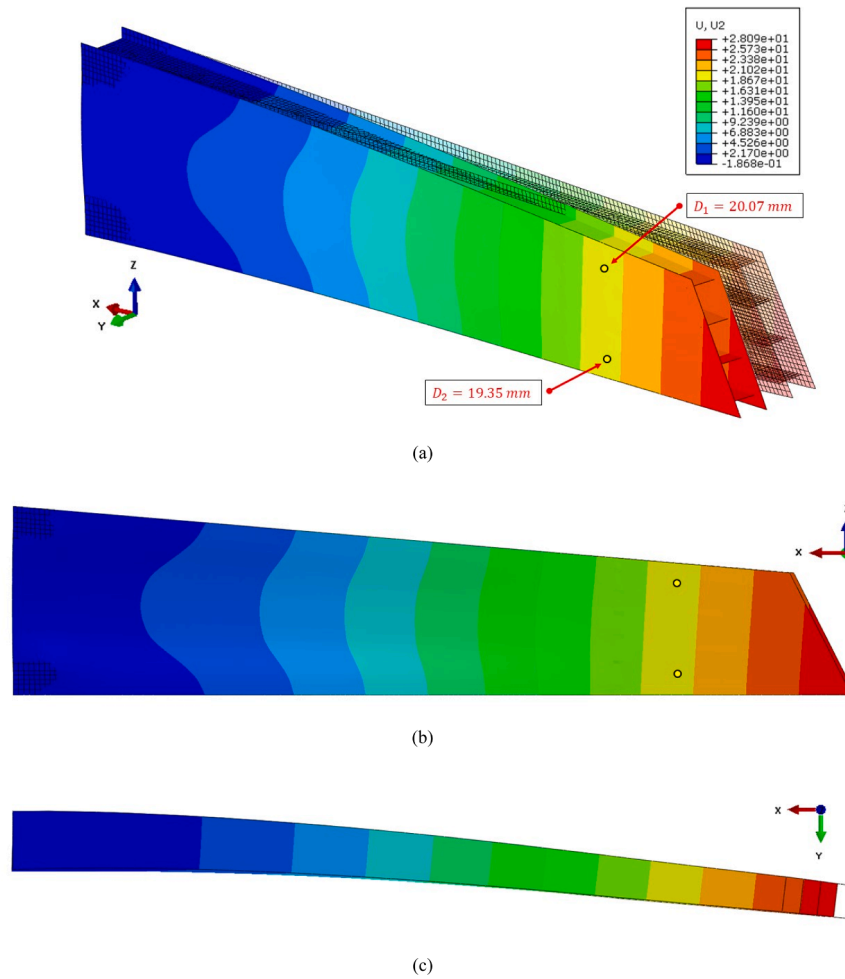 U, U2
+2.809e+01
+2.573e+01
+2.338e+01
+2.102e+01
+1.867e+01
+1.631e+01
+1.395e+01
+1.160e+01
+9.239e+00
+6.883e+00
+4.526e+00
+2.170e+00
-1.868e-01
D1 = 20.07 mm
Z
X
Y
D2 = 19.35 mm
(a)
X
(b)
X
Y
(c)